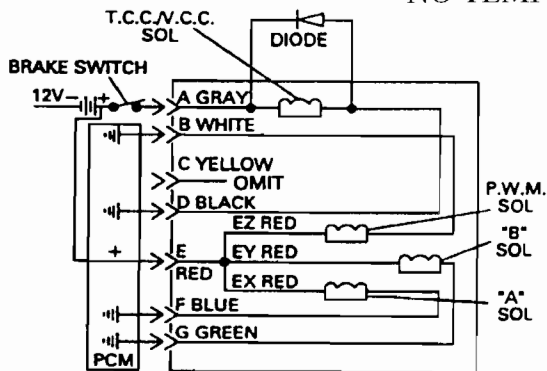 NO TEMP
T.C.C./V.C.C.
SOL
DIODE
BRAKE SWITCH
12V − +
A GRAY
B WHITE
C YELLOW
OMIT
D BLACK
P.W.M.
SOL
EZ RED
"B"
SOL
+
E
RED
EY RED
EX RED
"A"
SOL
F BLUE
G GREEN
PCM